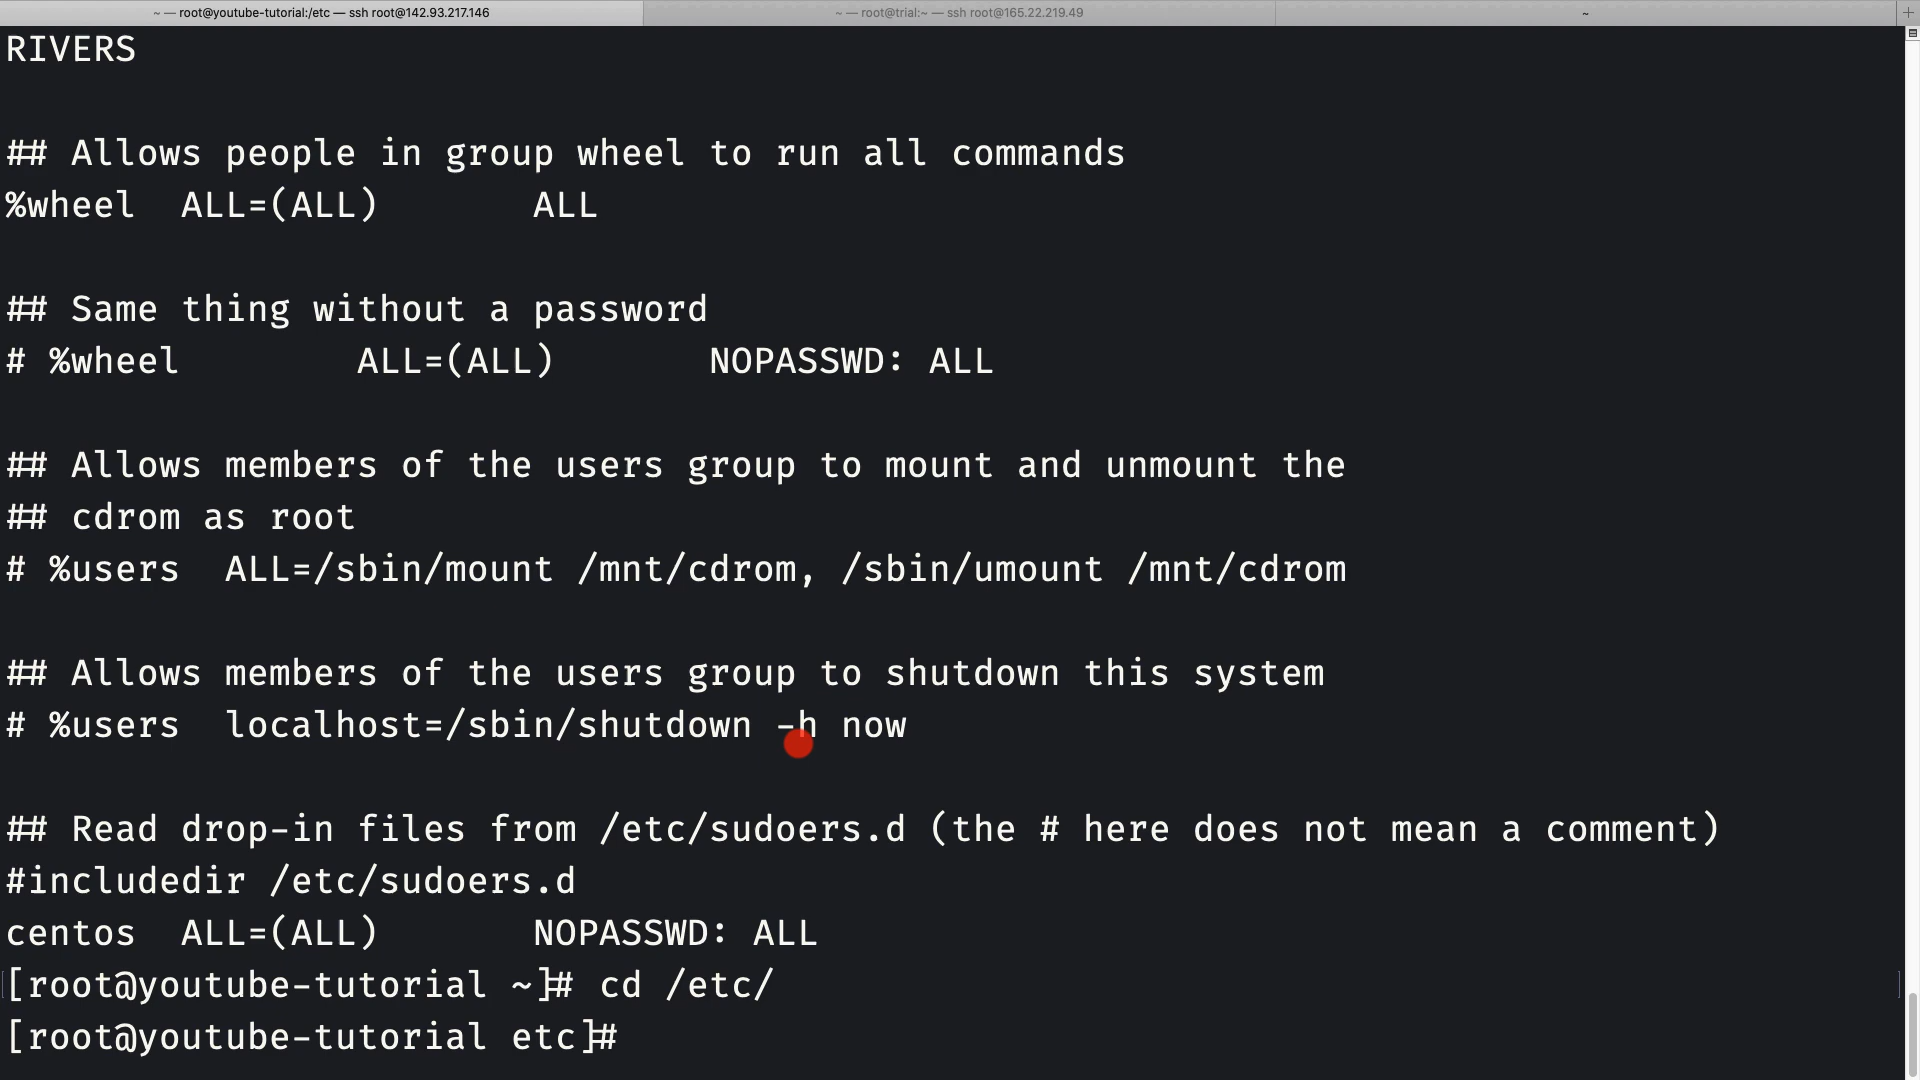 ~ — root@youtube-tutorial:/etc — ssh root@142.93.217.146
~ — root@trial:~ — ssh root@165.22.219.49
~
RIVERS
## Allows people in group wheel to run all commands
%wheel  ALL=(ALL)       ALL
## Same thing without a password
# %wheel        ALL=(ALL)       NOPASSWD: ALL
## Allows members of the users group to mount and unmount the
## cdrom as root
# %users  ALL=/sbin/mount /mnt/cdrom, /sbin/umount /mnt/cdrom
## Allows members of the users group to shutdown this system
# %users  localhost=/sbin/shutdown -h now
## Read drop-in files from /etc/sudoers.d (the # here does not mean a comment)
#includedir /etc/sudoers.d
centos  ALL=(ALL)       NOPASSWD: ALL
[root@youtube-tutorial ~]# cd /etc/
[root@youtube-tutorial etc]#